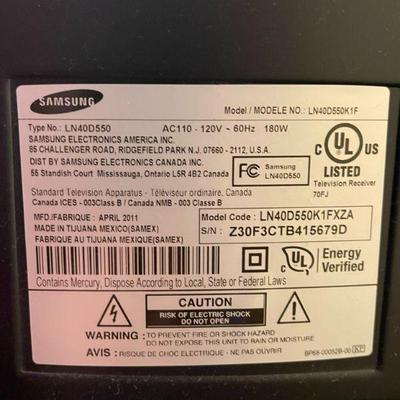 SAMSUNG
Model / MODELE NO.: LN40D550K1F
Type No.: LN40D550
AC110 - 120V ~ 60Hz 180W
SAMSUNG ELECTRONICS AMERICA INC.
85 CHALLENGER ROAD, RIDGEFIELD PARK N.J. 07660 - 2112, U.S.A.
DIST BY SAMSUNG ELECTRONICS CANADA INC.
55 Standish Court Mississauga, Ontario L5R 4B2 Canada
FC Samsung
LN40D550
C UL US
LISTED
Television Receiver
70FJ
Standard Television Apparatus - Téléviseur ordinaire, Canada
Canada ICES - 003Class B / Canada NMB - 003 Classe B
MFD/FABRIQUE : APRIL 2011
MADE IN TIJUANA MEXICO(SAMEX)
FABRIQUE AU TIJUANA MEXIQUE(SAMEX)
Model Code : LN40D550K1FXZA
S/N : Z30F3CTB415679D
UL
Energy
Verified
Contains Mercury, Dispose According to Local, State or Federal Laws
CAUTION
RISK OF ELECTRIC SHOCK
DO NOT OPEN
WARNING : TO PREVENT FIRE OR SHOCK HAZARD
DO NOT EXPOSE TO RAIN OR MOISTURE
AVIS : RISQUE DE CHOC ELECTRIQUE - NE PAS OUVRIR
BP68-00052B-00